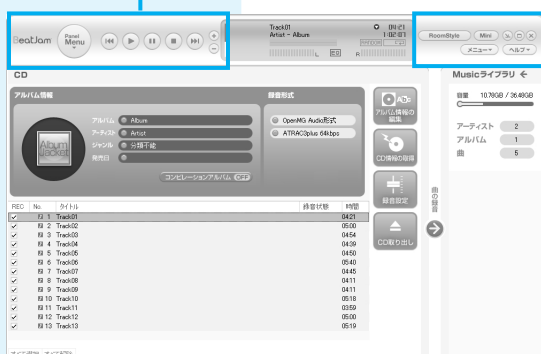 BeatJam
Panel
Menu
Track01
Artist - Album
04:21
1:02:07
L
EQ
R
RoomStyle
Mini
メニュー
ヘルプ
CD
Musicライブラリ
アルバム情報
録音形式
容量 10.78GB / 36.48GB
アルバム Album
アーティスト Artist
ジャンル 分類不能
発売日
コンピレーションアルバム OFF
Album
jacket
OpenMG Audio形式
ATRAC3plus 64kbps
アルバム情報の
編集
CD情報の取得
録音設定
CD取り出し
アーティスト 2
アルバム 1
曲 5
曲の録音
REC No. タイトル 録音状態 時間
1 Track01 04:21
2 Track02 05:00
3 Track03 04:54
4 Track04 04:39
5 Track05 04:50
6 Track06 05:40
7 Track07 04:45
8 Track08 04:11
9 Track09 04:11
10 Track10 05:18
11 Track11 03:59
12 Track12 05:00
13 Track13 05:19